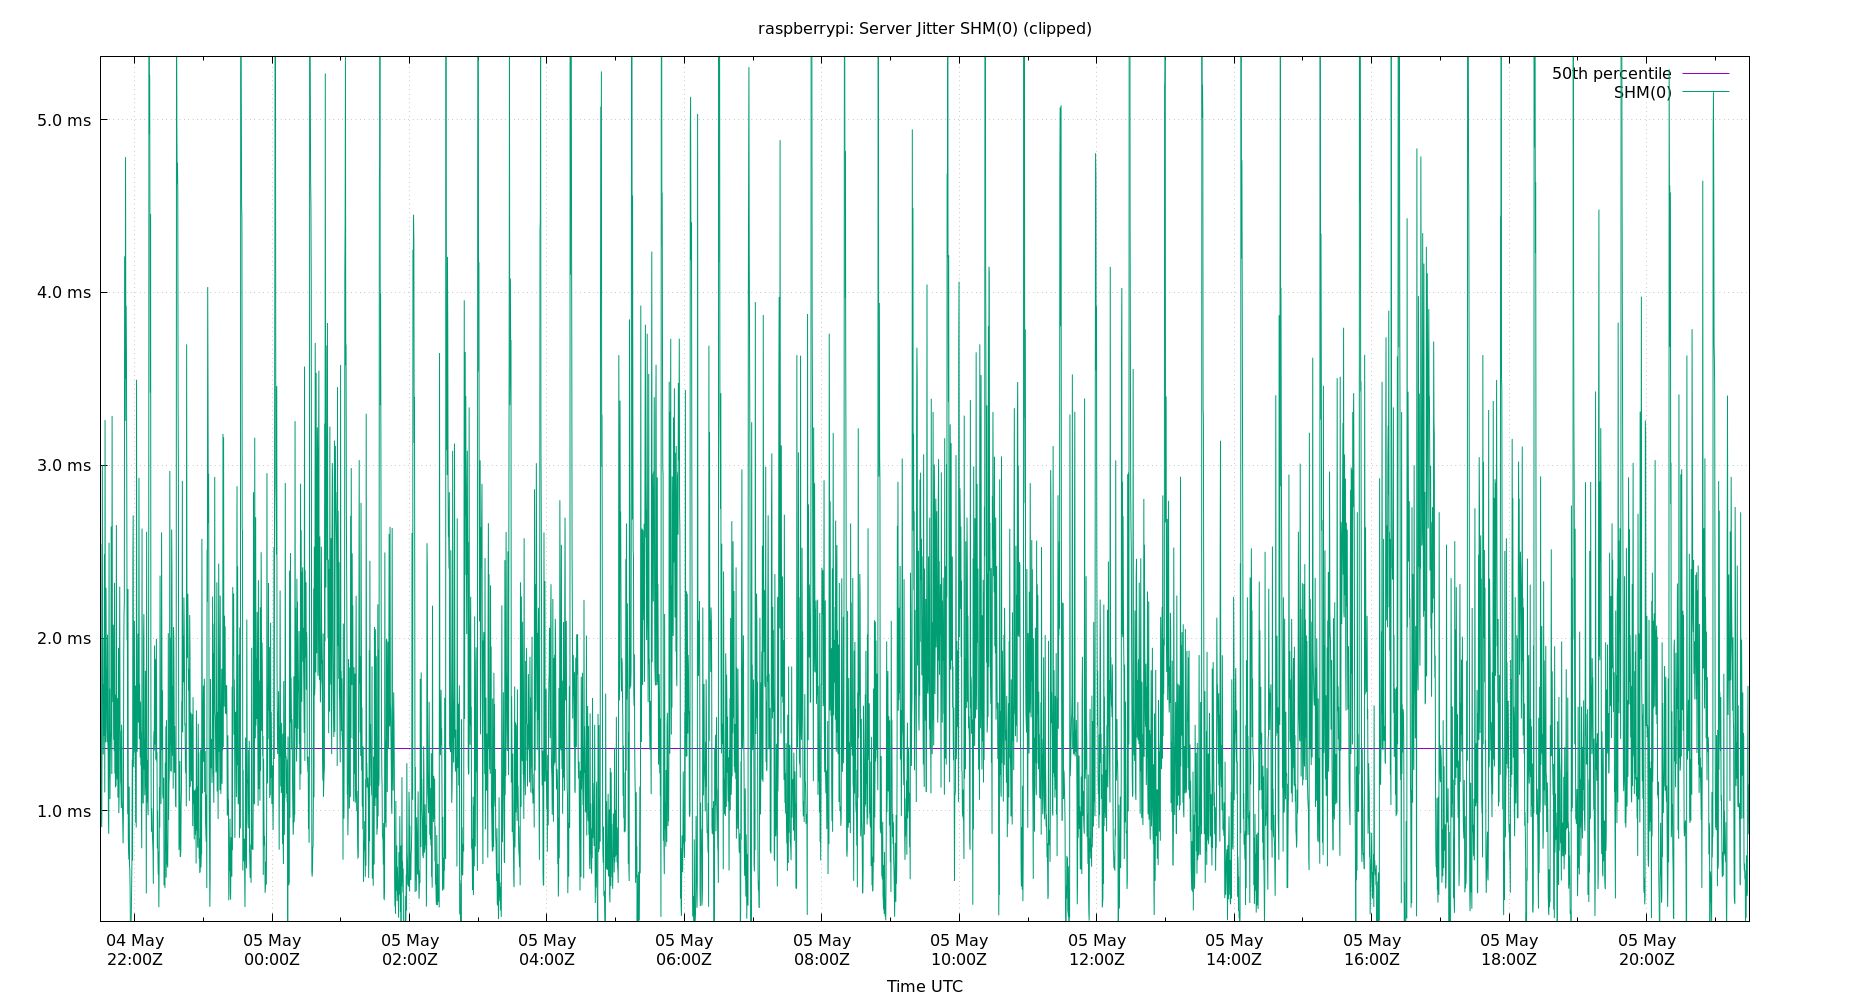 raspberrypi: Server Jitter SHM(0) (clipped)
50th percentile
SHM(0)
5.0 ms
4.0 ms
3.0 ms
2.0 ms
1.0 ms
04 May 05 May 05 May 05 May 05 May 05 May 05 May 05 May 05 May 05 May 05 May 05 May
22:00Z 00:00Z 02:00Z 04:00Z 06:00Z 08:00Z 10:00Z 12:00Z 14:00Z 16:00Z 18:00Z 20:00Z
Time UTC